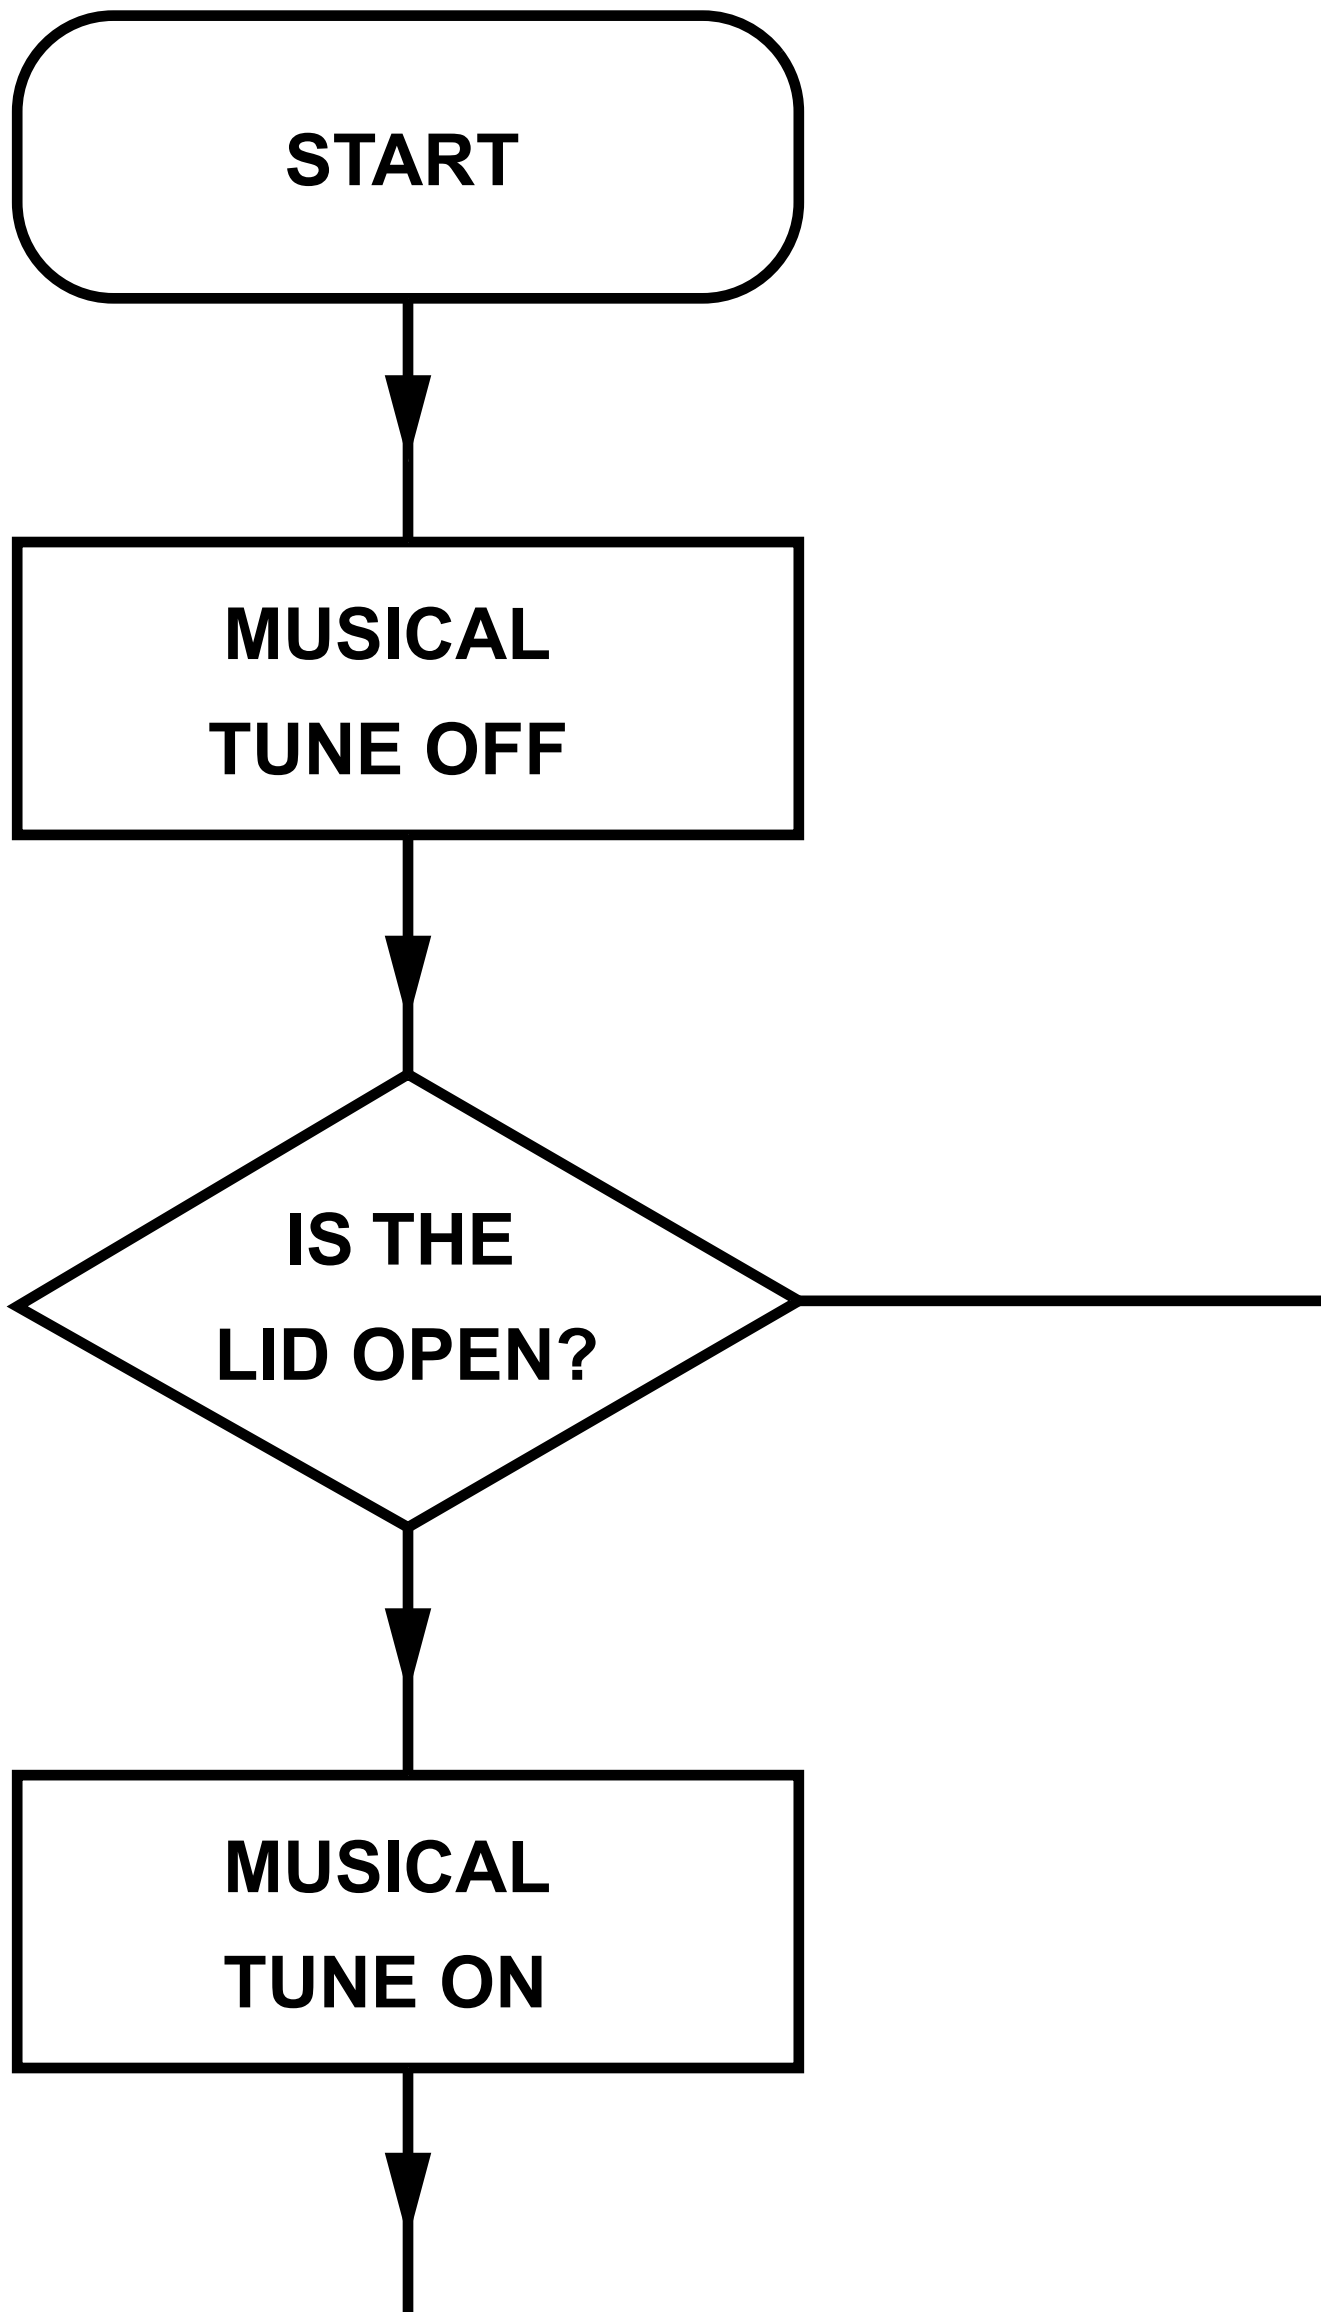 START
MUSICAL
TUNE OFF
IS THE
LID OPEN?
MUSICAL
TUNE ON